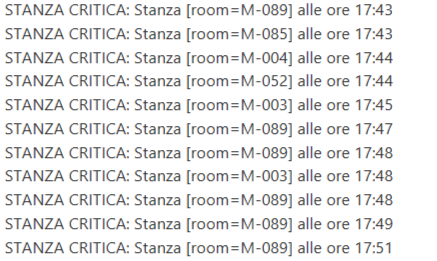 STANZA CRITICA: Stanza [room=M-089] alle ore 17:43
STANZA CRITICA: Stanza [room=M-085] alle ore 17:43
STANZA CRITICA: Stanza [room=M-004] alle ore 17:44
STANZA CRITICA: Stanza [room=M-052] alle ore 17:44
STANZA CRITICA: Stanza [room=M-003] alle ore 17:45
STANZA CRITICA: Stanza [room=M-089] alle ore 17:47
STANZA CRITICA: Stanza [room=M-089] alle ore 17:48
STANZA CRITICA: Stanza [room=M-003] alle ore 17:48
STANZA CRITICA: Stanza [room=M-089] alle ore 17:48
STANZA CRITICA: Stanza [room=M-089] alle ore 17:49
STANZA CRITICA: Stanza [room=M-089] alle ore 17:51